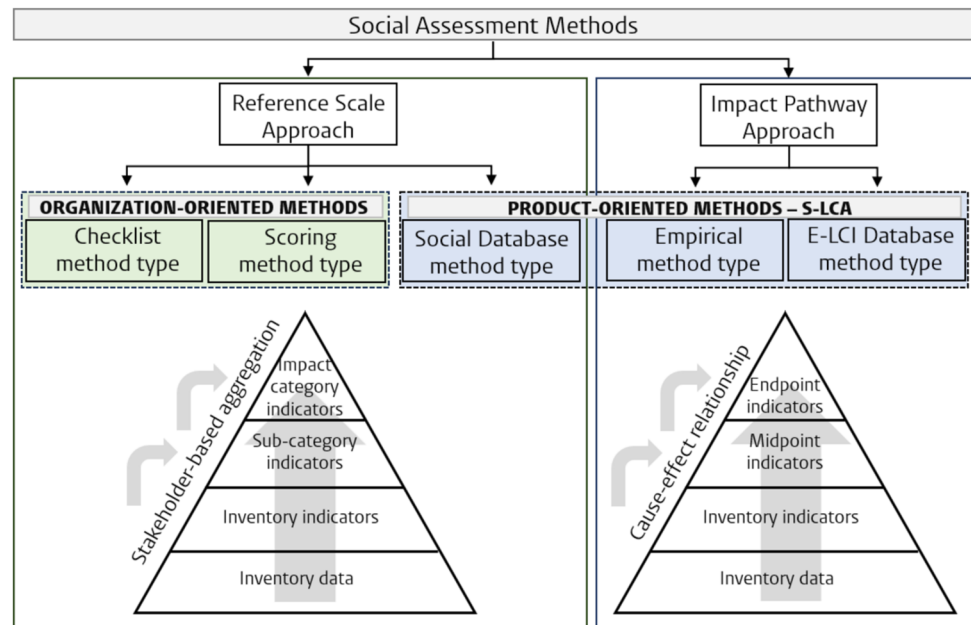 Social Assessment Methods
Reference Scale
Approach
Impact Pathway
Approach
ORGANIZATION-ORIENTED METHODS
PRODUCT-ORIENTED METHODS – S-LCA
Checklist
method type
Scoring
method type
Social Database
method type
Empirical
method type
E-LCI Database
method type
Stakeholder-based aggregation
Impact
category
indicators
Sub-category
indicators
Inventory indicators
Inventory data
Cause-effect relationship
Endpoint
indicators
Midpoint
indicators
Inventory indicators
Inventory data